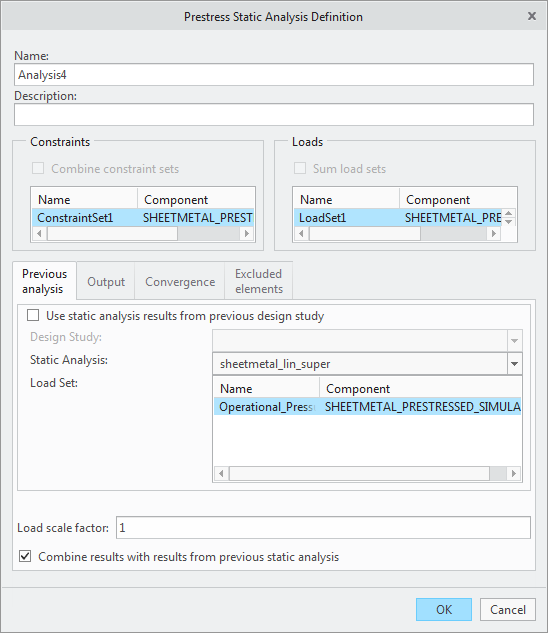 Prestress Static Analysis Definition
Name:
Analysis4
Description:
Constraints
Combine constraint sets
Name Component
ConstraintSet1 SHEETMETAL_PREST
Loads
Sum load sets
Name Component
LoadSet1 SHEETMETAL_PRE
Previous analysis
Output
Convergence
Excluded elements
Use static analysis results from previous design study
Design Study:
Static Analysis: sheetmetal_lin_super
Load Set:
Name Component
Operational_Press SHEETMETAL_PRESTRESSED_SIMULA
Load scale factor: 1
Combine results with results from previous static analysis
OK Cancel